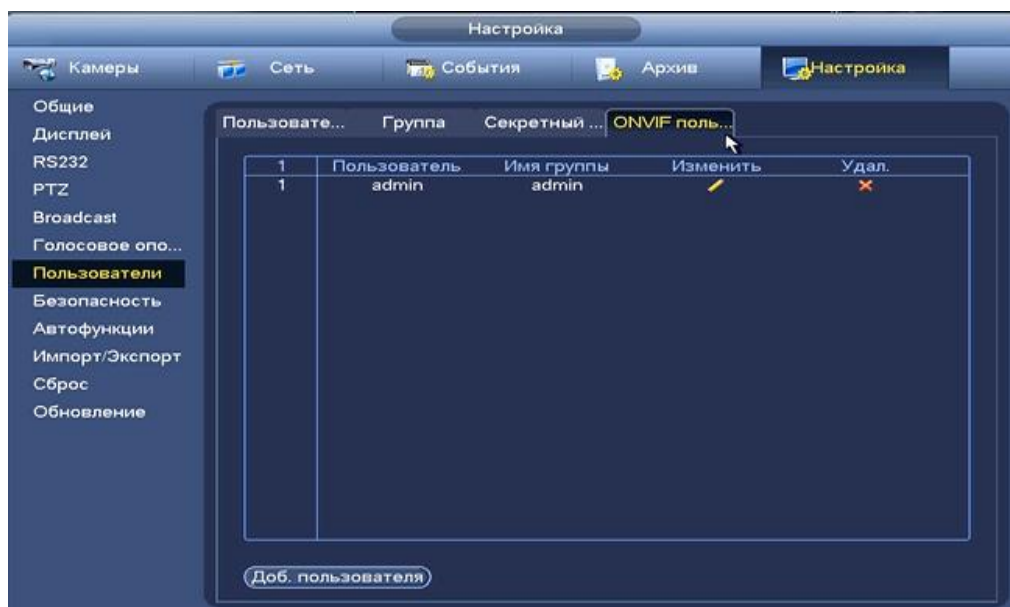 Настройка
Камеры Сеть События Архив Настройка
Общие
Дисплей
RS232
PTZ
Broadcast
Голосовое опо...
Пользователи
Безопасность
Автофункции
Импорт/Экспорт
Сброс
Обновление
Пользовате... Группа Секретный ... ONVIF поль...
1 Пользователь Имя группы Изменить Удал.
1 admin admin
Доб. пользователя